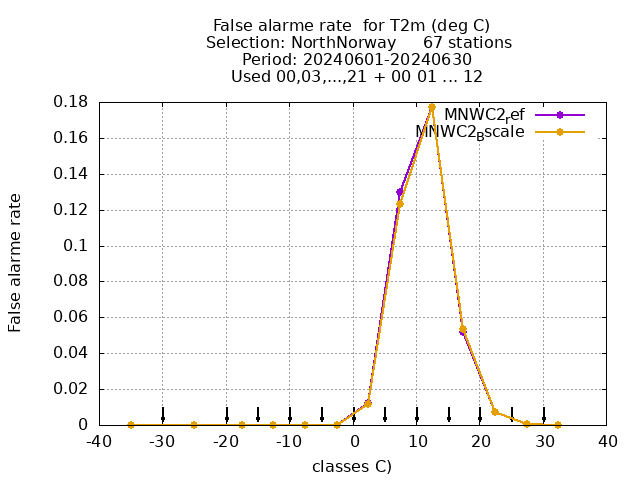 False alarme rate  for T2m (deg C)
Selection: NorthNorway     67 stations
Period: 20240601-20240630
Used 00,03,...,21 + 00 01 ... 12
MNWC2_ref
MNWC2_Bscale
0.18
0.16
0.14
0.12
0.1
0.08
0.06
0.04
0.02
0
False alarme rate
-40 -30 -20 -10 0 10 20 30 40
classes C)